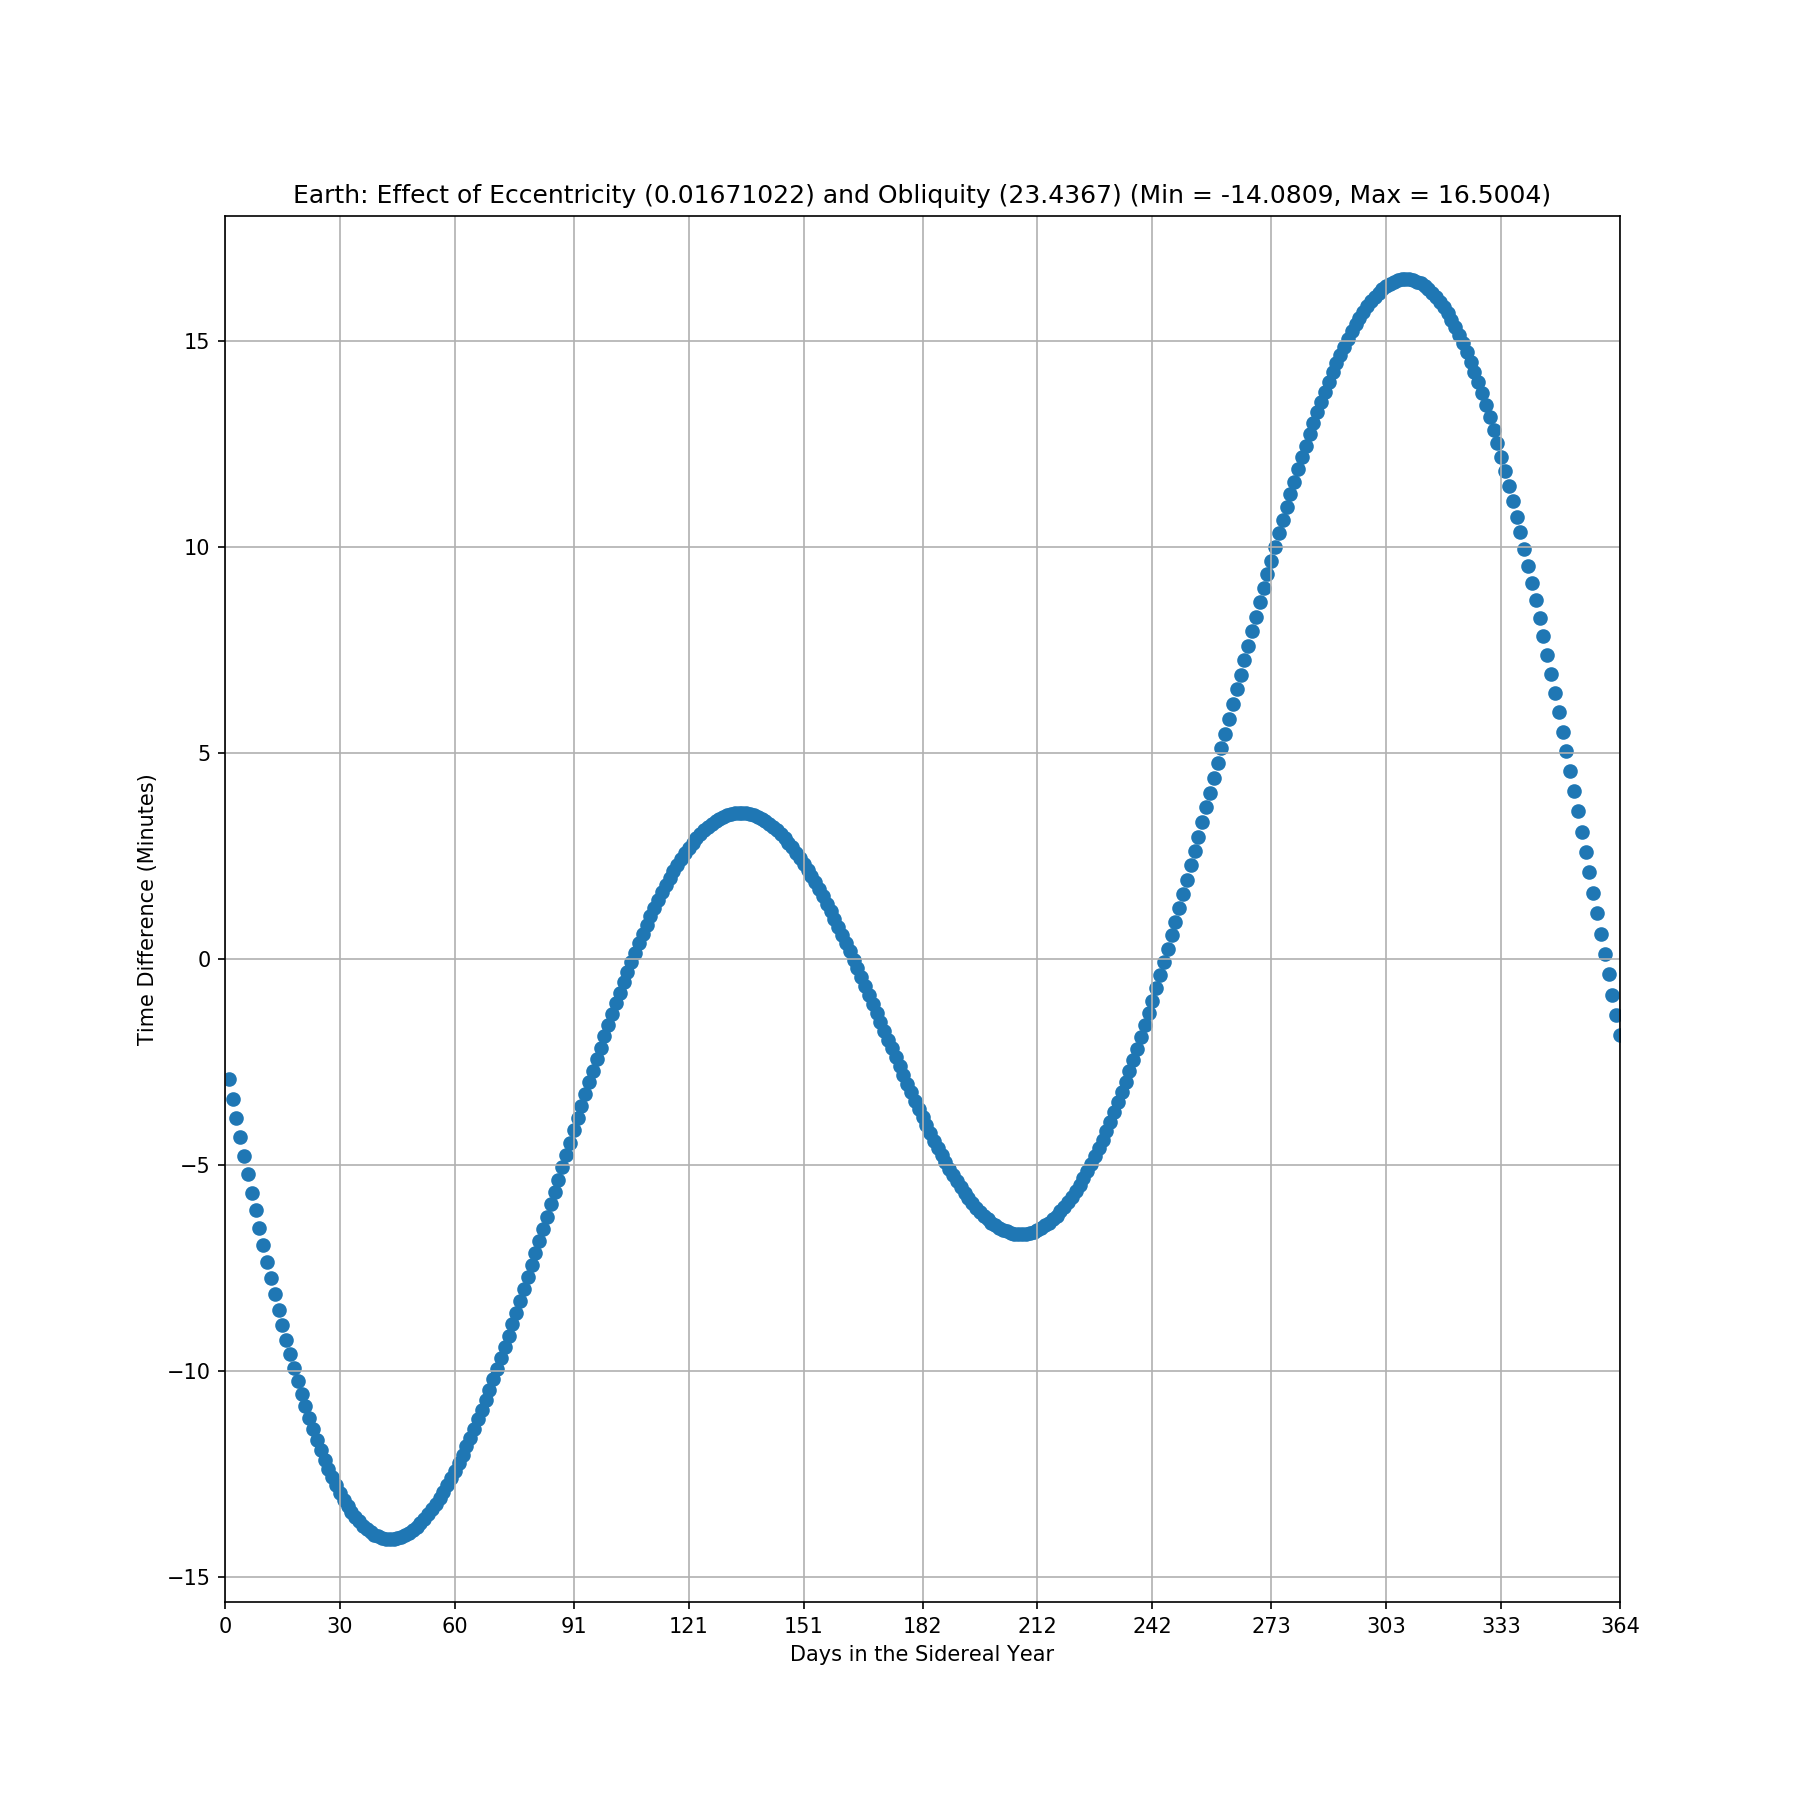 Earth: Effect of Eccentricity (0.01671022) and Obliquity (23.4367) (Min = -14.0809, Max = 16.5004)
Time Difference (Minutes)
15
10
5
0
−5
−10
−15
0 30 60 91 121 151 182 212 242 273 303 333 364
Days in the Sidereal Year